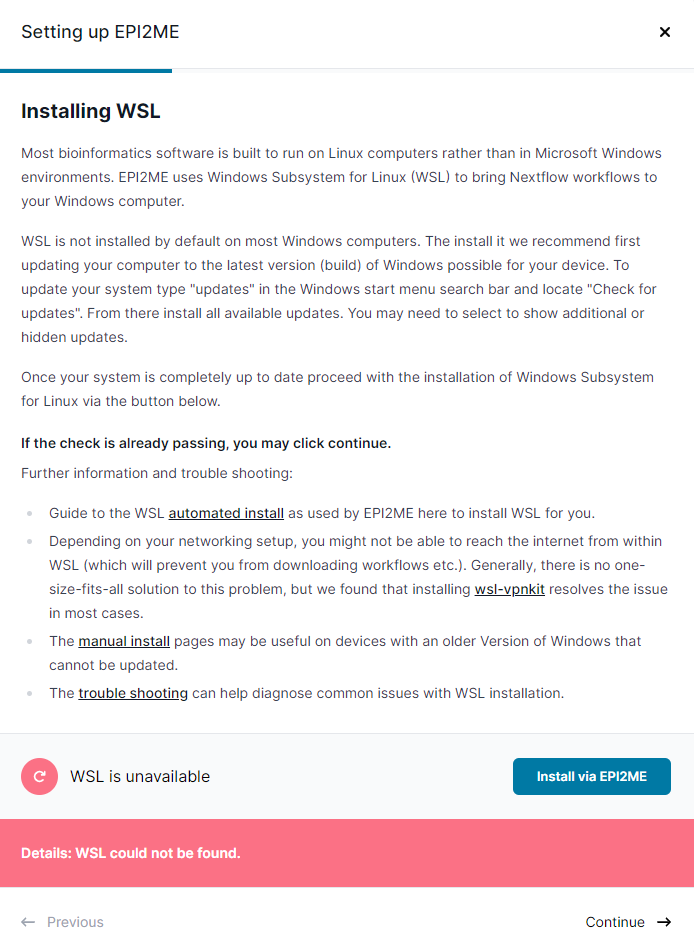 Setting up EPI2ME
Installing WSL
Most bioinformatics software is built to run on Linux computers rather than in Microsoft Windows
environments. EPI2ME uses Windows Subsystem for Linux (WSL) to bring Nextflow workflows to
your Windows computer.
WSL is not installed by default on most Windows computers. The install it we recommend first
updating your computer to the latest version (build) of Windows possible for your device. To
update your system type "updates" in the Windows start menu search bar and locate "Check for
updates". From there install all available updates. You may need to select to show additional or
hidden updates.
Once your system is completely up to date proceed with the installation of Windows Subsystem
for Linux via the button below.
If the check is already passing, you may click continue.
Further information and trouble shooting:
Guide to the WSL automated install as used by EPI2ME here to install WSL for you.
Depending on your networking setup, you might not be able to reach the internet from within
WSL (which will prevent you from downloading workflows etc.). Generally, there is no one-
size-fits-all solution to this problem, but we found that installing wsl-vpnkit resolves the issue
in most cases.
The manual install pages may be useful on devices with an older Version of Windows that
cannot be updated.
The trouble shooting can help diagnose common issues with WSL installation.
WSL is unavailable
Install via EPI2ME
Details: WSL could not be found.
Previous
Continue